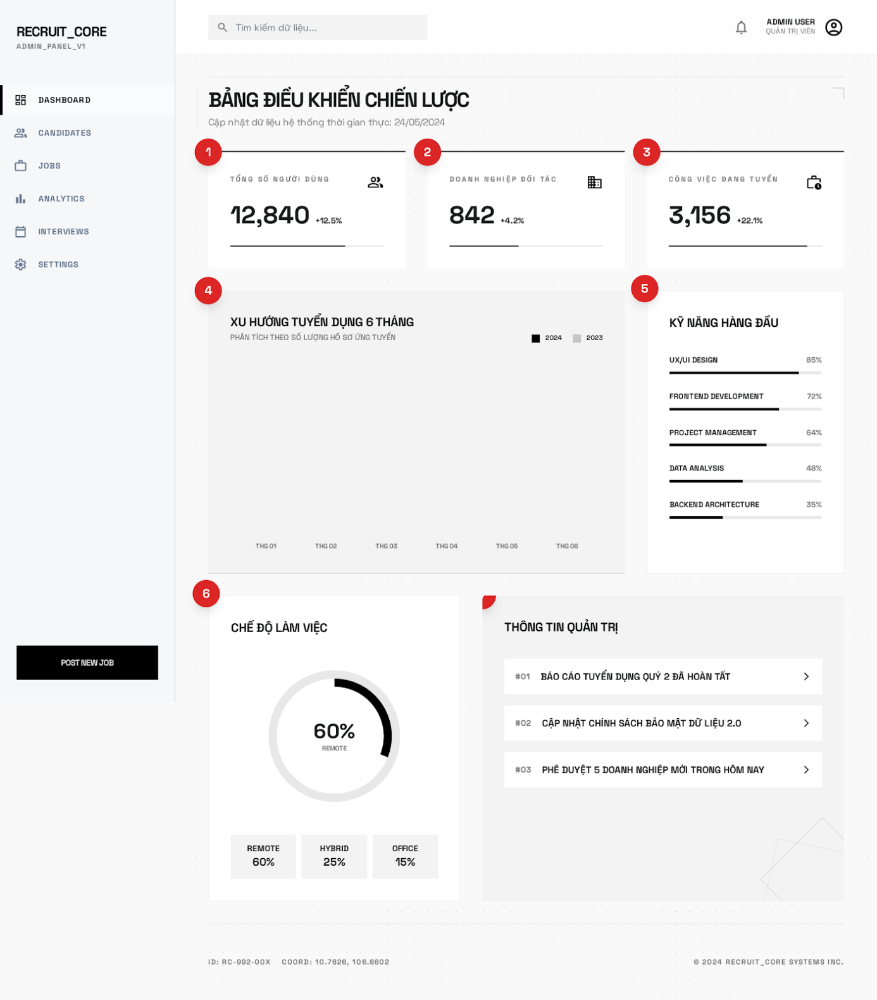 RECRUIT_CORE
ADMIN_PANEL_V1
DASHBOARD
CANDIDATES
JOBS
ANALYTICS
INTERVIEWS
SETTINGS
POST NEW JOB
Tìm kiếm dữ liệu...
ADMIN USER
QUẢN TRỊ VIÊN
BẢNG ĐIỀU KHIỂN CHIẾN LƯỢC
Cập nhật dữ liệu hệ thống thời gian thực: 24/05/2024
1
TỔNG SỐ NGƯỜI DÙNG
12,840 +12.5%
2
DOANH NGHIỆP ĐỐI TÁC
842 +4.2%
3
CÔNG VIỆC ĐANG TUYỂN
3,156 +22.1%
4
XU HƯỚNG TUYỂN DỤNG 6 THÁNG
PHÂN TÍCH THEO SỐ LƯỢNG HỒ SƠ ỨNG TUYỂN
2024 2023
THG 01 THG 02 THG 03 THG 04 THG 05 THG 06
5
KỸ NĂNG HÀNG ĐẦU
UX/UI DESIGN 85%
FRONTEND DEVELOPMENT 72%
PROJECT MANAGEMENT 64%
DATA ANALYSIS 48%
BACKEND ARCHITECTURE 35%
6
CHẾ ĐỘ LÀM VIỆC
60%
REMOTE
REMOTE HYBRID OFFICE
60% 25% 15%
THÔNG TIN QUẢN TRỊ
#01 BÁO CÁO TUYỂN DỤNG QUÝ 2 ĐÃ HOÀN TẤT
#02 CẬP NHẬT CHÍNH SÁCH BẢO MẬT DỮ LIỆU 2.0
#03 PHÊ DUYỆT 5 DOANH NGHIỆP MỚI TRONG HÔM NAY
ID: RC-992-00X COORD: 10.7626, 106.6602
© 2024 RECRUIT_CORE SYSTEMS INC.